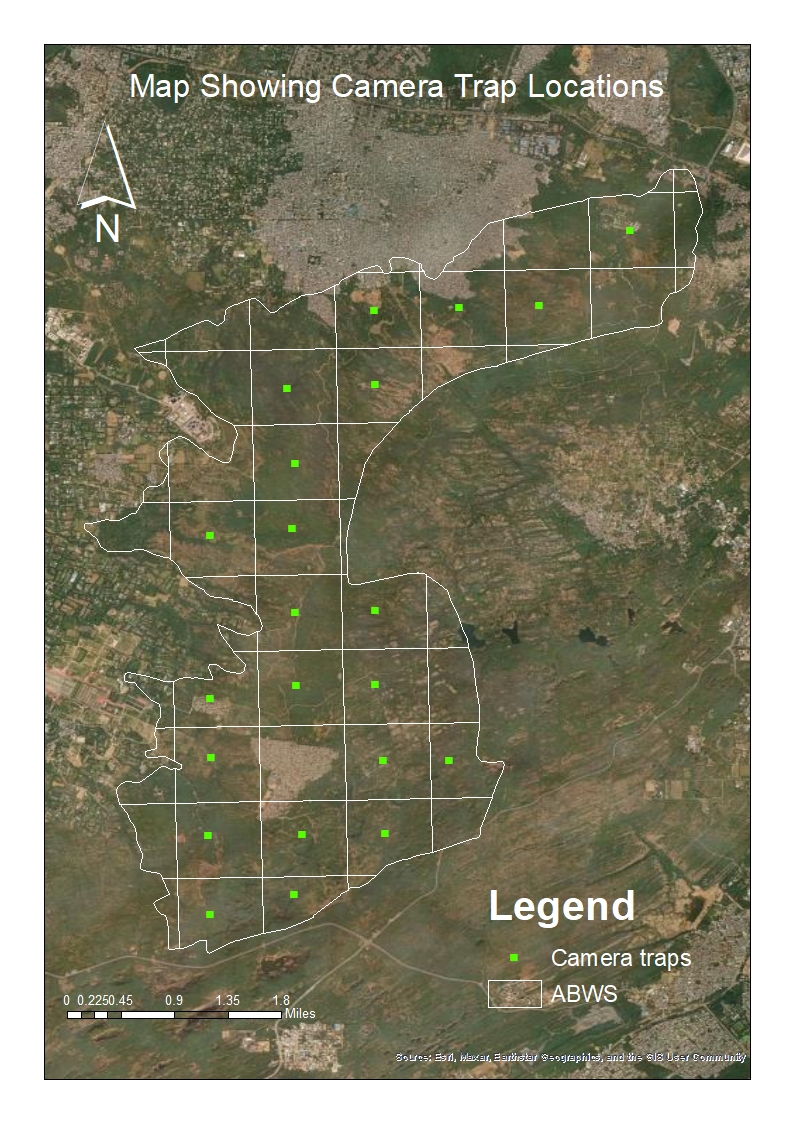 Map Showing Camera Trap Locations
N
Legend
Camera traps
ABWS
0 0.2250.45 0.9 1.35 1.8
Miles
Source: Esri, Maxar, Earthstar Geographics, and the GIS User Community